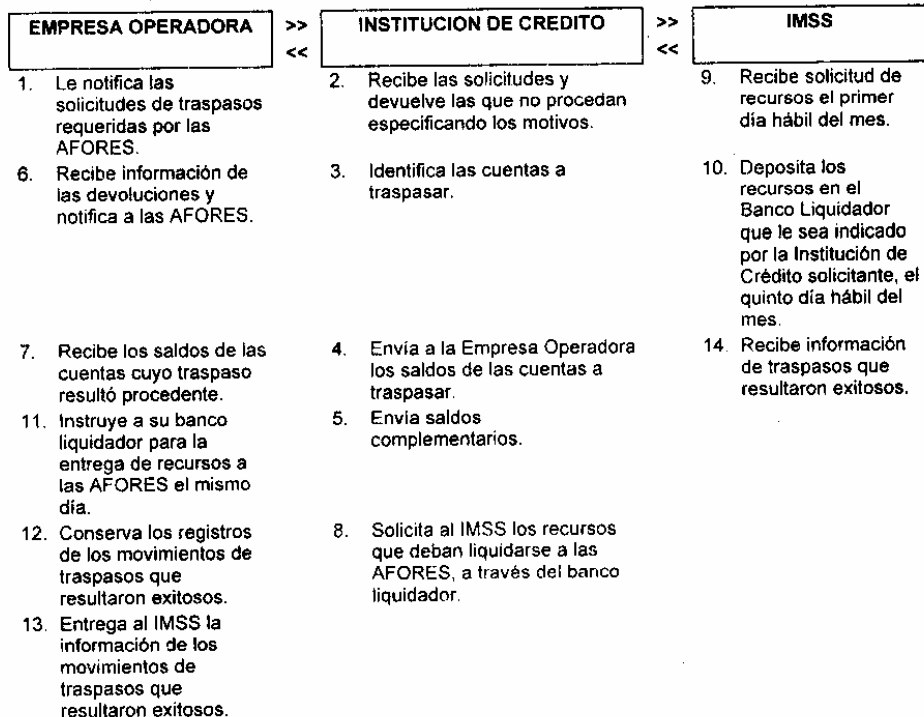 EMPRESA OPERADORA >> INSTITUCION DE CREDITO >> IMSS
<< <<
1. Le notifica las
solicitudes de traspasos
requeridas por las
AFORES.
6. Recibe información de
las devoluciones y
notifica a las AFORES.
7. Recibe los saldos de las
cuentas cuyo traspaso
resultó procedente.
11. Instruye a su banco
liquidador para la
entrega de recursos a
las AFORES el mismo
día.
12. Conserva los registros
de los movimientos de
traspasos que
resultaron exitosos.
13. Entrega al IMSS la
información de los
movimientos de
traspasos que
resultaron exitosos.
2. Recibe las solicitudes y
devuelve las que no procedan
especificando los motivos.
3. Identifica las cuentas a
traspasar.
4. Envía a la Empresa Operadora
los saldos de las cuentas a
traspasar.
5. Envía saldos
complementarios.
8. Solicita al IMSS los recursos
que deban liquidarse a las
AFORES, a través del banco
liquidador.
9. Recibe solicitud de
recursos el primer
día hábil del mes.
10. Deposita los
recursos en el
Banco Liquidador
que le sea indicado
por la Institución de
Crédito solicitante, el
quinto día hábil del
mes.
14. Recibe información
de traspasos que
resultaron exitosos.